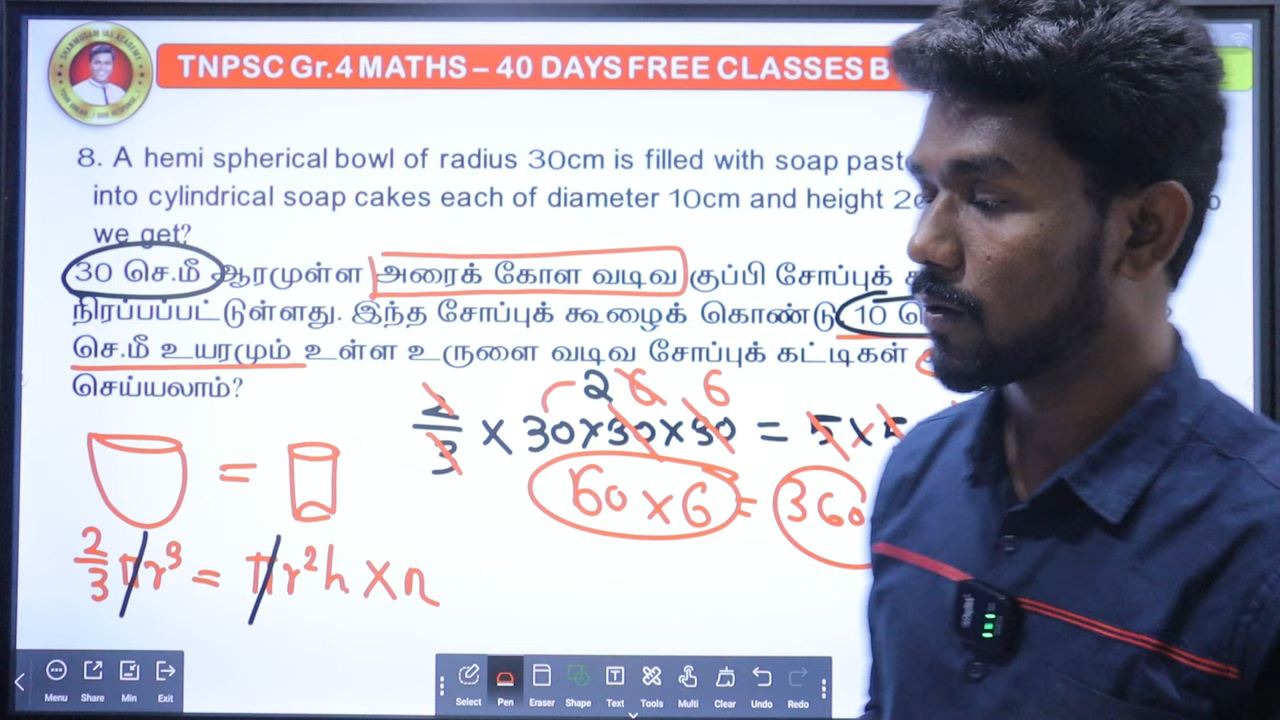 TNPSC Gr.4 MATHS – 40 DAYS FREE CLASSES B
SHANMUGAM IAS ACADEMY
8. A hemi spherical bowl of radius 30cm is filled with soap paste
into cylindrical soap cakes each of diameter 10cm and height
we get?
30 செ.மீ ஆரமுள்ள அரைக் கோள வடிவ குப்பி சோப்புக்
நிரப்பப்பட்டுள்ளது. இந்த சோப்புக் கூழைக் கொண்டு 10
செ.மீ உயரமும் உள்ள உருளை வடிவ சோப்புக் கட்டிகள்
செய்யலாம்?
2 6 6
2/3 × 30×30×30 = 5×5
60×6 = 360
=
2/3 πr³ = πr²h × n
Menu Share Min Exit
Select Pen Eraser Shape Text Tools Multi Clear Undo Redo